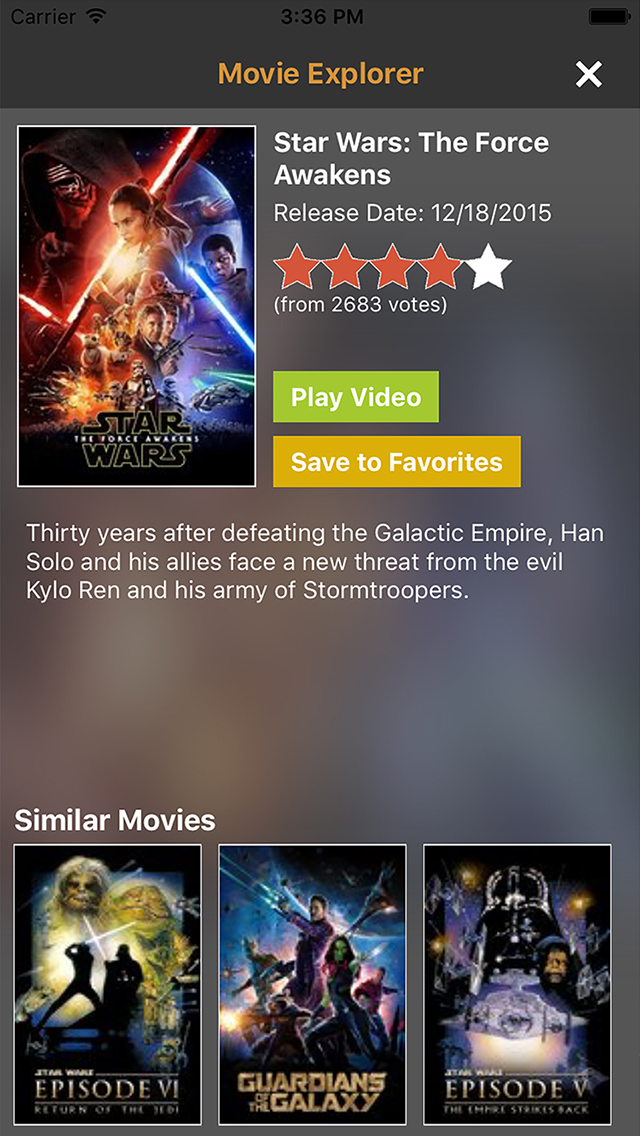 Carrier
3:36 PM
Movie Explorer
Star Wars: The Force
Awakens
Release Date: 12/18/2015
(from 2683 votes)
Play Video
Save to Favorites
STAR
THE FORCE AWAKENS
WARS
Thirty years after defeating the Galactic Empire, Han
Solo and his allies face a new threat from the evil
Kylo Ren and his army of Stormtroopers.
Similar Movies
STAR WARS
EPISODE VI
RETURN OF THE JEDI
GUARDIANS
OF THE GALAXY
STAR WARS
EPISODE V
THE EMPIRE STRIKES BACK